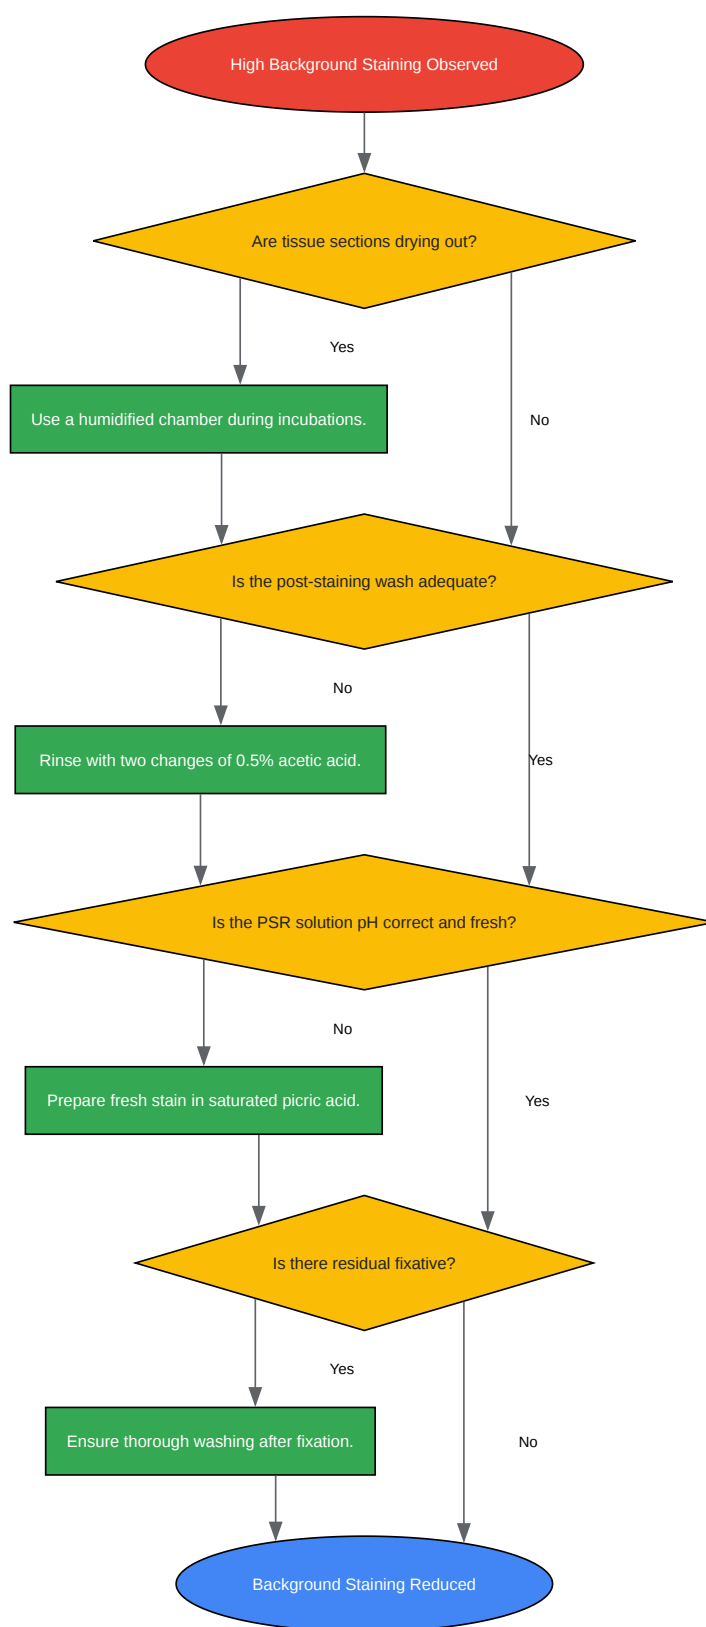 High Background Staining Observed
Are tissue sections drying out?
Yes
Use a humidified chamber during incubations.
No
Is the post-staining wash adequate?
No
Rinse with two changes of 0.5% acetic acid.
Yes
Is the PSR solution pH correct and fresh?
No
Prepare fresh stain in saturated picric acid.
Yes
Is there residual fixative?
Yes
Ensure thorough washing after fixation.
No
Background Staining Reduced